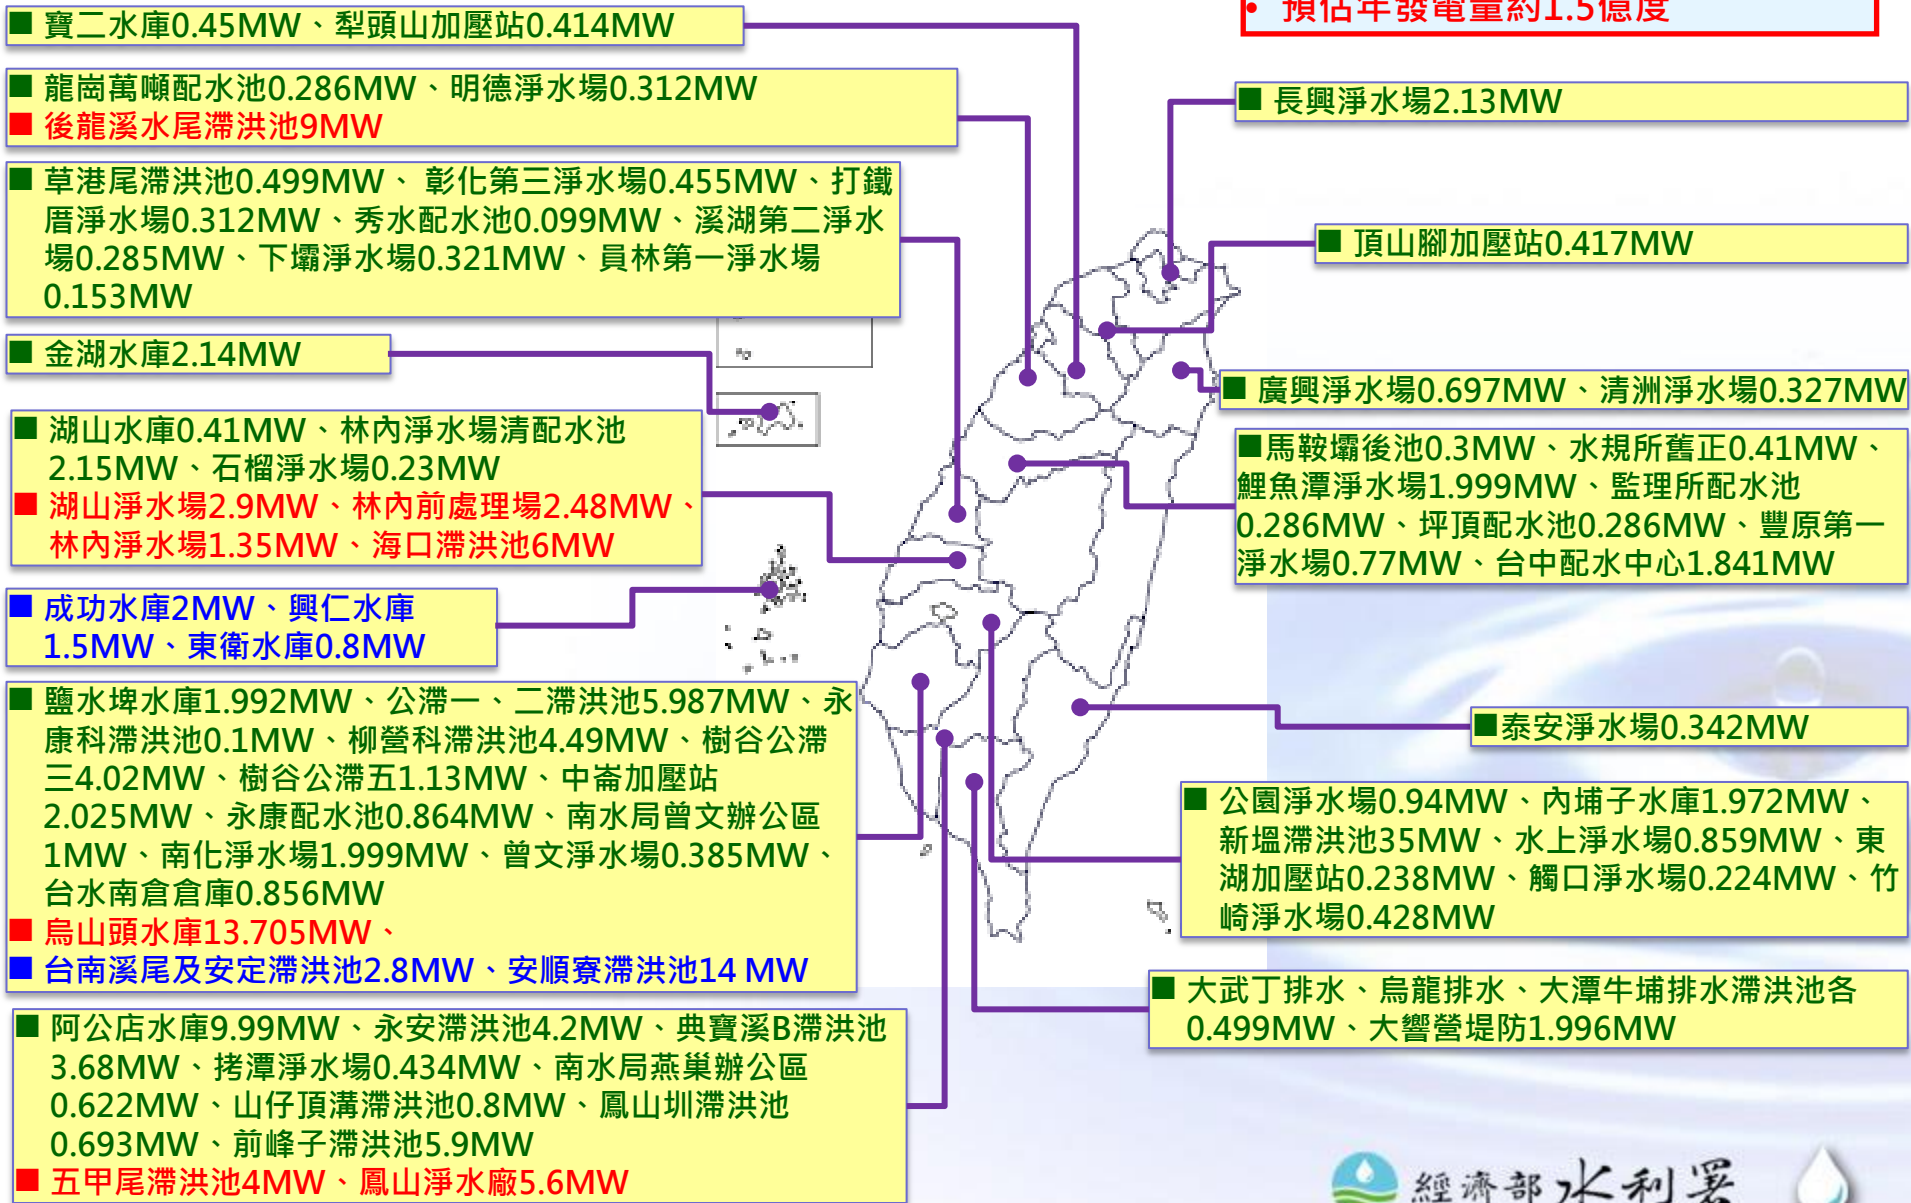 • 預估年發電量約1.5億度
■ 寶二水庫0.45MW、犁頭山加壓站0.414MW
■ 龍崗萬噸配水池0.286MW、明德淨水場0.312MW
■ 後龍溪水尾滯洪池9MW
■ 草港尾滯洪池0.499MW、 彰化第三淨水場0.455MW、打鐵
厝淨水場0.312MW、秀水配水池0.099MW、溪湖第二淨水
場0.285MW、下壩淨水場0.321MW、員林第一淨水場
0.153MW
■ 金湖水庫2.14MW
■ 湖山水庫0.41MW、林內淨水場清配水池
2.15MW、石榴淨水場0.23MW
■ 湖山淨水場2.9MW、林內前處理場2.48MW、
林內淨水場1.35MW、海口滯洪池6MW
■ 成功水庫2MW、興仁水庫
1.5MW、東衛水庫0.8MW
■ 鹽水埤水庫1.992MW、公滯一、二滯洪池5.987MW、永
康科滯洪池0.1MW、柳營科滯洪池4.49MW、樹谷公滯
三4.02MW、樹谷公滯五1.13MW、中崙加壓站
2.025MW、永康配水池0.864MW、南水局曾文辦公區
1MW、南化淨水場1.999MW、曾文淨水場0.385MW、
台水南倉倉庫0.856MW
■ 烏山頭水庫13.705MW、
■ 台南溪尾及安定滯洪池2.8MW、安順寮滯洪池14 MW
■ 阿公店水庫9.99MW、永安滯洪池4.2MW、典寶溪B滯洪池
3.68MW、拷潭淨水場0.434MW、南水局燕巢辦公區
0.622MW、山仔頂溝滯洪池0.8MW、鳳山圳滯洪池
0.693MW、前峰子滯洪池5.9MW
■ 五甲尾滯洪池4MW、鳳山淨水廠5.6MW
■ 長興淨水場2.13MW
■ 頂山腳加壓站0.417MW
■ 廣興淨水場0.697MW、清洲淨水場0.327MW
■馬鞍壩後池0.3MW、水規所舊正0.41MW、
鯉魚潭淨水場1.999MW、監理所配水池
0.286MW、坪頂配水池0.286MW、豐原第一
淨水場0.77MW、台中配水中心1.841MW
■泰安淨水場0.342MW
■ 公園淨水場0.94MW、內埔子水庫1.972MW、
新塭滯洪池35MW、水上淨水場0.859MW、東
湖加壓站0.238MW、觸口淨水場0.224MW、竹
崎淨水場0.428MW
■ 大武丁排水、烏龍排水、大潭牛埔排水滯洪池各
0.499MW、大響營堤防1.996MW
經濟部水利署